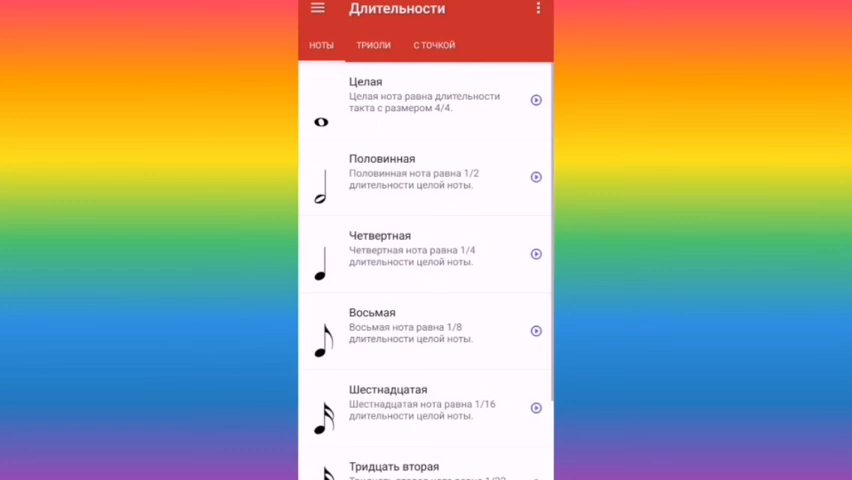 Длительности
НОТЫ ТРИОЛИ С ТОЧКОЙ
Целая
Целая нота равна длительности
такта с размером 4/4.
Половинная
Половинная нота равна 1/2
длительности целой ноты.
Четвертная
Четвертная нота равна 1/4
длительности целой ноты.
Восьмая
Восьмая нота равна 1/8
длительности целой ноты.
Шестнадцатая
Шестнадцатая нота равна 1/16
длительности целой ноты.
Тридцать вторая